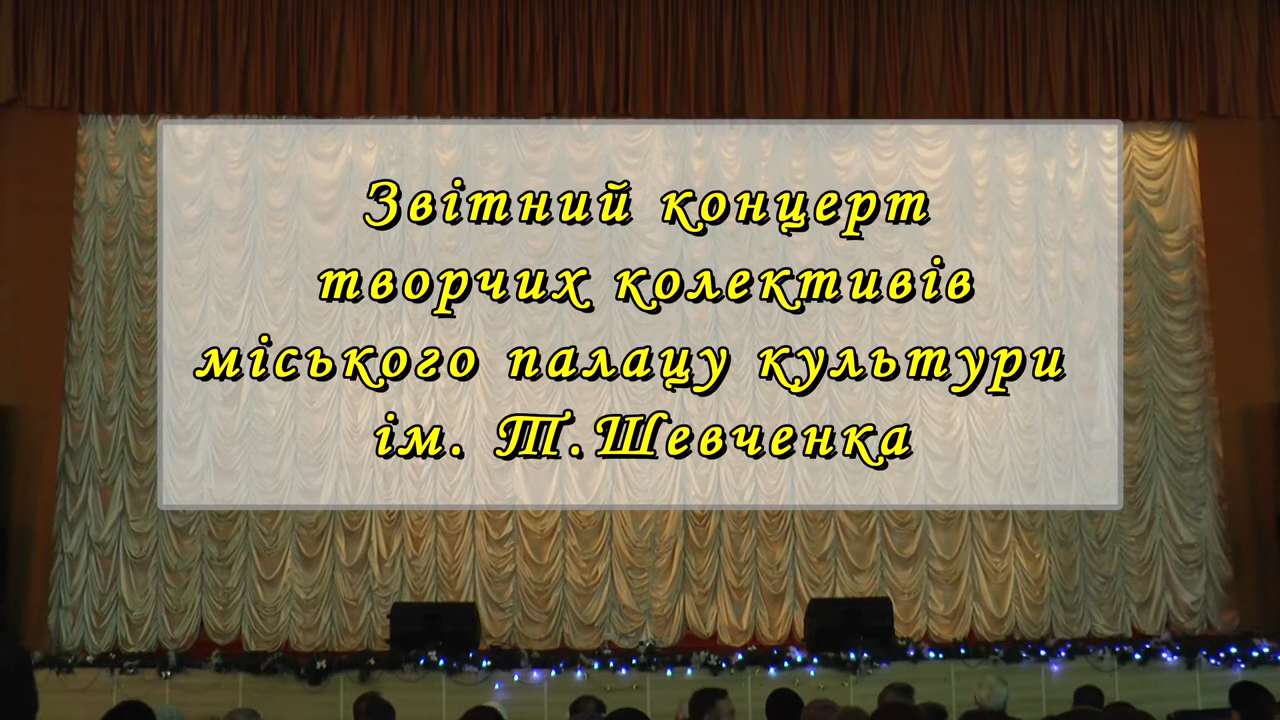 Звітний концерт
творчих колективів
міського палацу культури
ім. Т.Шевченка